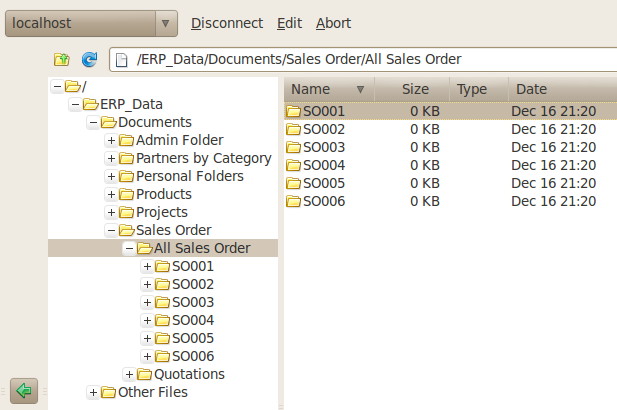 localhost Disconnect Edit Abort
/ERP_Data/Documents/Sales Order/All Sales Order
/
ERP_Data
Documents
Admin Folder
Partners by Category
Personal Folders
Products
Projects
Sales Order
All Sales Order
SO001
SO002
SO003
SO004
SO005
SO006
Quotations
Other Files
Name Size Type Date
SO001 0 KB Dec 16 21:20
SO002 0 KB Dec 16 21:20
SO003 0 KB Dec 16 21:20
SO004 0 KB Dec 16 21:20
SO005 0 KB Dec 16 21:20
SO006 0 KB Dec 16 21:20